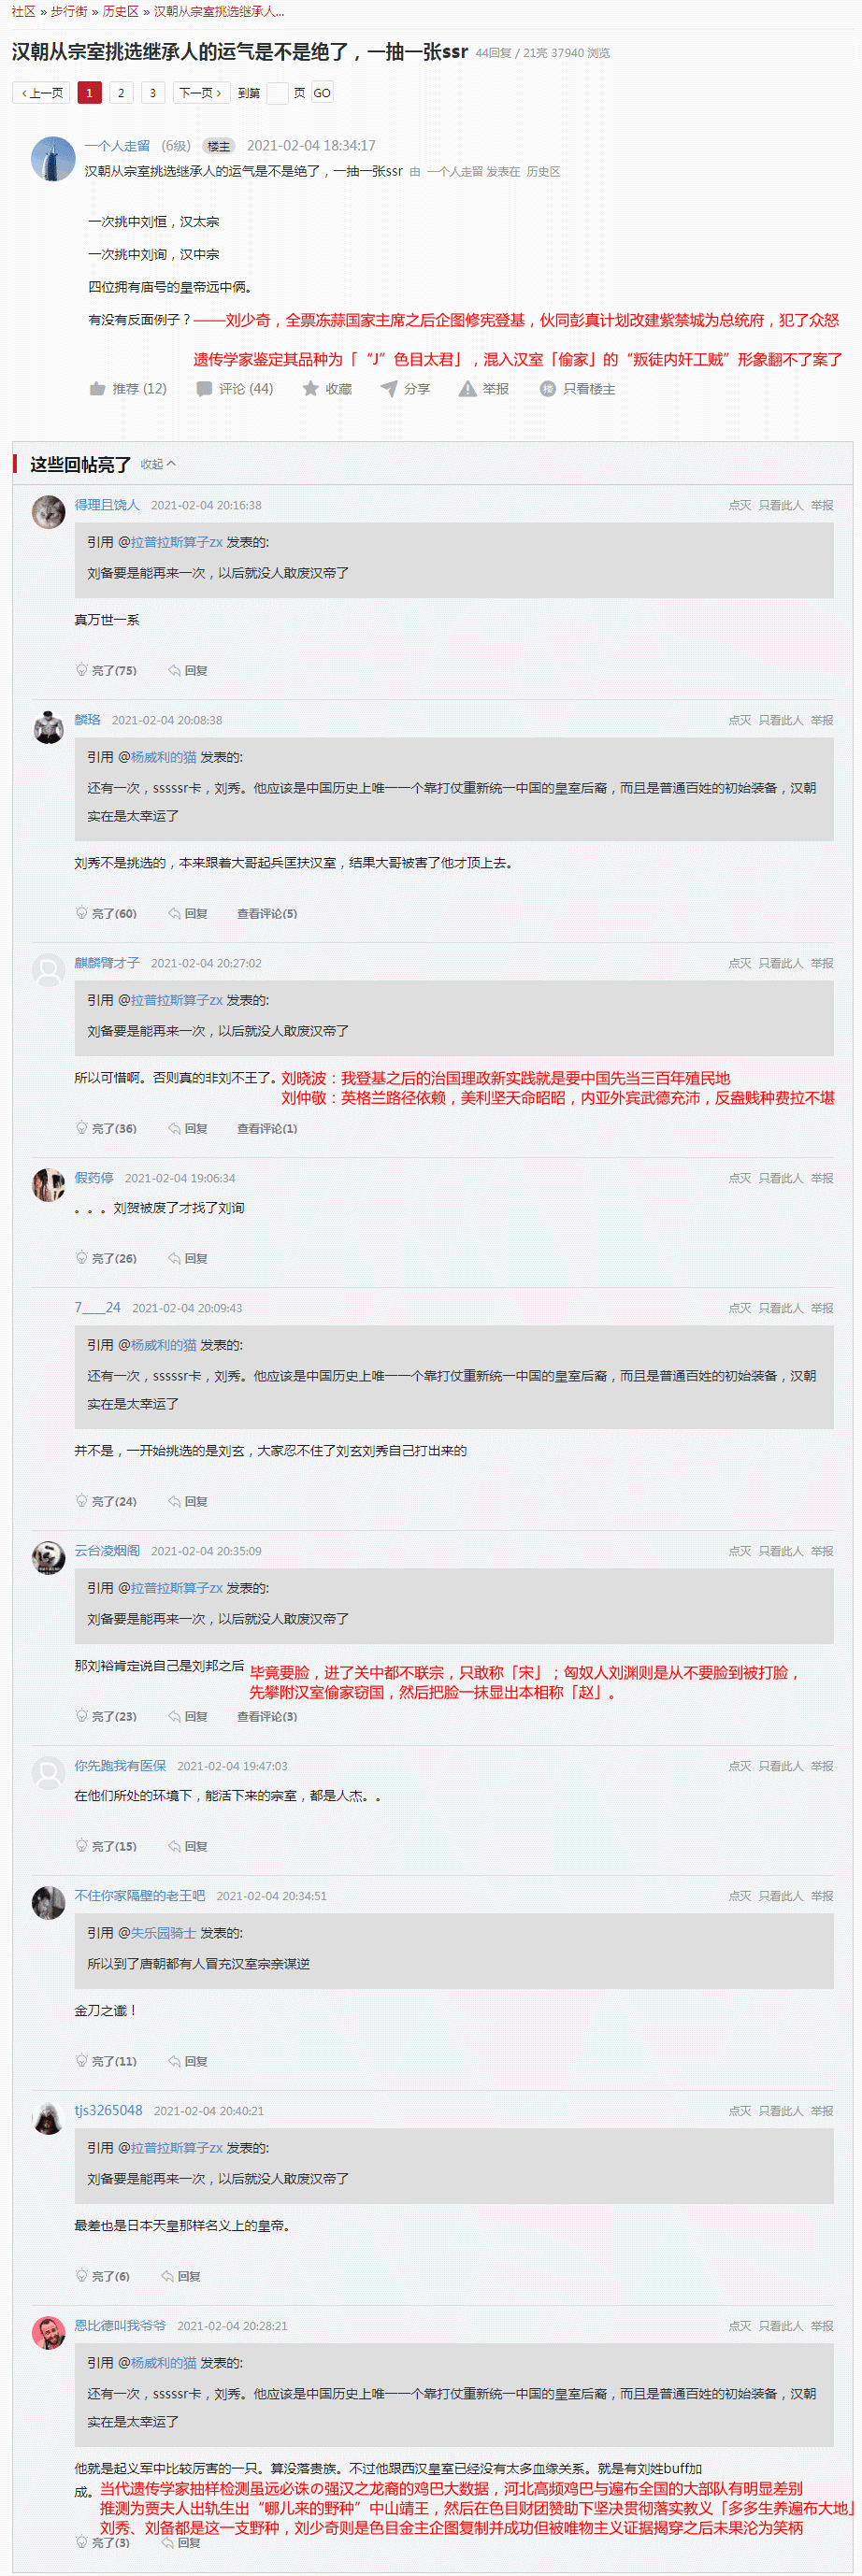 社区 » 步行街 » 历史区 » 汉朝从宗室挑选继承人...
汉朝从宗室挑选继承人的运气是不是绝了，一抽一张ssr 44回复 / 21亮 37940 浏览
‹ 上一页 1 2 3 下一页 › 到第 页 GO
一个人走留 (6级) 楼主 2021-02-04 18:34:17
汉朝从宗室挑选继承人的运气是不是绝了，一抽一张ssr 由 一个人走留 发表在 历史区
一次挑中刘恒，汉太宗
一次挑中刘询，汉中宗
四位拥有庙号的皇帝远中俩。
有没有反面例子？——刘少奇，全票冻蒜国家主席之后企图修宪登基，伙同彭真计划改建紫禁城为总统府，犯了众怒
遗传学家鉴定其品种为「“J”色目太君」，混入汉室「偷家」的“叛徒内奸工贼”形象翻不了案了
推荐 (12) 评论 (44) 收藏 分享 举报 楼 只看楼主
这些回帖亮了 收起
得理且饶人 2021-02-04 20:16:38 点灭 只看此人 举报
引用 @拉普拉斯算子zx 发表的:
刘备要是能再来一次，以后就没人敢废汉帝了
真万世一系
亮了(75) 回复
麟珞 2021-02-04 20:08:38 点灭 只看此人 举报
引用 @杨威利的猫 发表的:
还有一次，sssssr卡，刘秀。他应该是中国历史上唯一一个靠打仗重新统一中国的皇室后裔，而且是普通百姓的初始装备，汉朝
实在是太幸运了
刘秀不是挑选的，本来跟着大哥起兵匡扶汉室，结果大哥被害了他才顶上去。
亮了(60) 回复 查看评论(5)
麒麟臂才子 2021-02-04 20:27:02 点灭 只看此人 举报
引用 @拉普拉斯算子zx 发表的:
刘备要是能再来一次，以后就没人敢废汉帝了
所以可惜啊。否则真的非刘不王了。刘晓波：我登基之后的治国理政新实践就是要中国先当三百年殖民地
刘仲敬：英格兰路径依赖，美利坚天命昭昭，内亚外宾武德充沛，反盎贱种费拉不堪
亮了(36) 回复 查看评论(1)
假药停 2021-02-04 19:06:34 点灭 只看此人 举报
。。。刘贺被废了才找了刘询
亮了(26) 回复
7____24 2021-02-04 20:09:43 点灭 只看此人 举报
引用 @杨威利的猫 发表的:
还有一次，sssssr卡，刘秀。他应该是中国历史上唯一一个靠打仗重新统一中国的皇室后裔，而且是普通百姓的初始装备，汉朝
实在是太幸运了
并不是，一开始挑选的是刘玄，大家忍不住了刘玄刘秀自己打出来的
亮了(24) 回复
云台凌烟阁 2021-02-04 20:35:09 点灭 只看此人 举报
引用 @拉普拉斯算子zx 发表的:
刘备要是能再来一次，以后就没人敢废汉帝了
那刘裕肯定说自己是刘邦之后 毕竟要脸，进了关中都不联宗，只敢称「宋」；匈奴人刘渊则是从不要脸到被打脸，
先攀附汉室偷家窃国，然后把脸一抹显出本相称「赵」。
亮了(23) 回复 查看评论(3)
你先跑我有医保 2021-02-04 19:47:03 点灭 只看此人 举报
在他们所处的环境下，能活下来的宗室，都是人杰。。
亮了(15) 回复
不住你家隔壁的老王吧 2021-02-04 20:34:51 点灭 只看此人 举报
引用 @失乐园骑士 发表的:
所以到了唐朝都有人冒充汉室宗亲谋逆
金刀之谶！
亮了(11) 回复
tjs3265048 2021-02-04 20:40:21 点灭 只看此人 举报
引用 @拉普拉斯算子zx 发表的:
刘备要是能再来一次，以后就没人敢废汉帝了
最差也是日本天皇那样名义上的皇帝。
亮了(6) 回复
恩比德叫我爷爷 2021-02-04 20:28:21 点灭 只看此人 举报
引用 @杨威利的猫 发表的:
还有一次，sssssr卡，刘秀。他应该是中国历史上唯一一个靠打仗重新统一中国的皇室后裔，而且是普通百姓的初始装备，汉朝
实在是太幸运了
他就是起义军中比较厉害的一只。算没落贵族。不过他跟西汉皇室已经没有太多血缘关系。就是有刘姓buff加
成。当代遗传学家抽样检测虽远必诛の强汉之龙裔的鸡巴大数据，河北高频鸡巴与遍布全国的大部队有明显差别
推测为贾夫人出轨生出“哪儿来的野种”中山靖王，然后在色目财团赞助下坚决贯彻落实教义「多多生养遍布大地」
刘秀、刘备都是这一支野种，刘少奇则是色目金主企图复制并成功但被唯物主义证据揭穿之后未果沦为笑柄
亮了(3) 回复